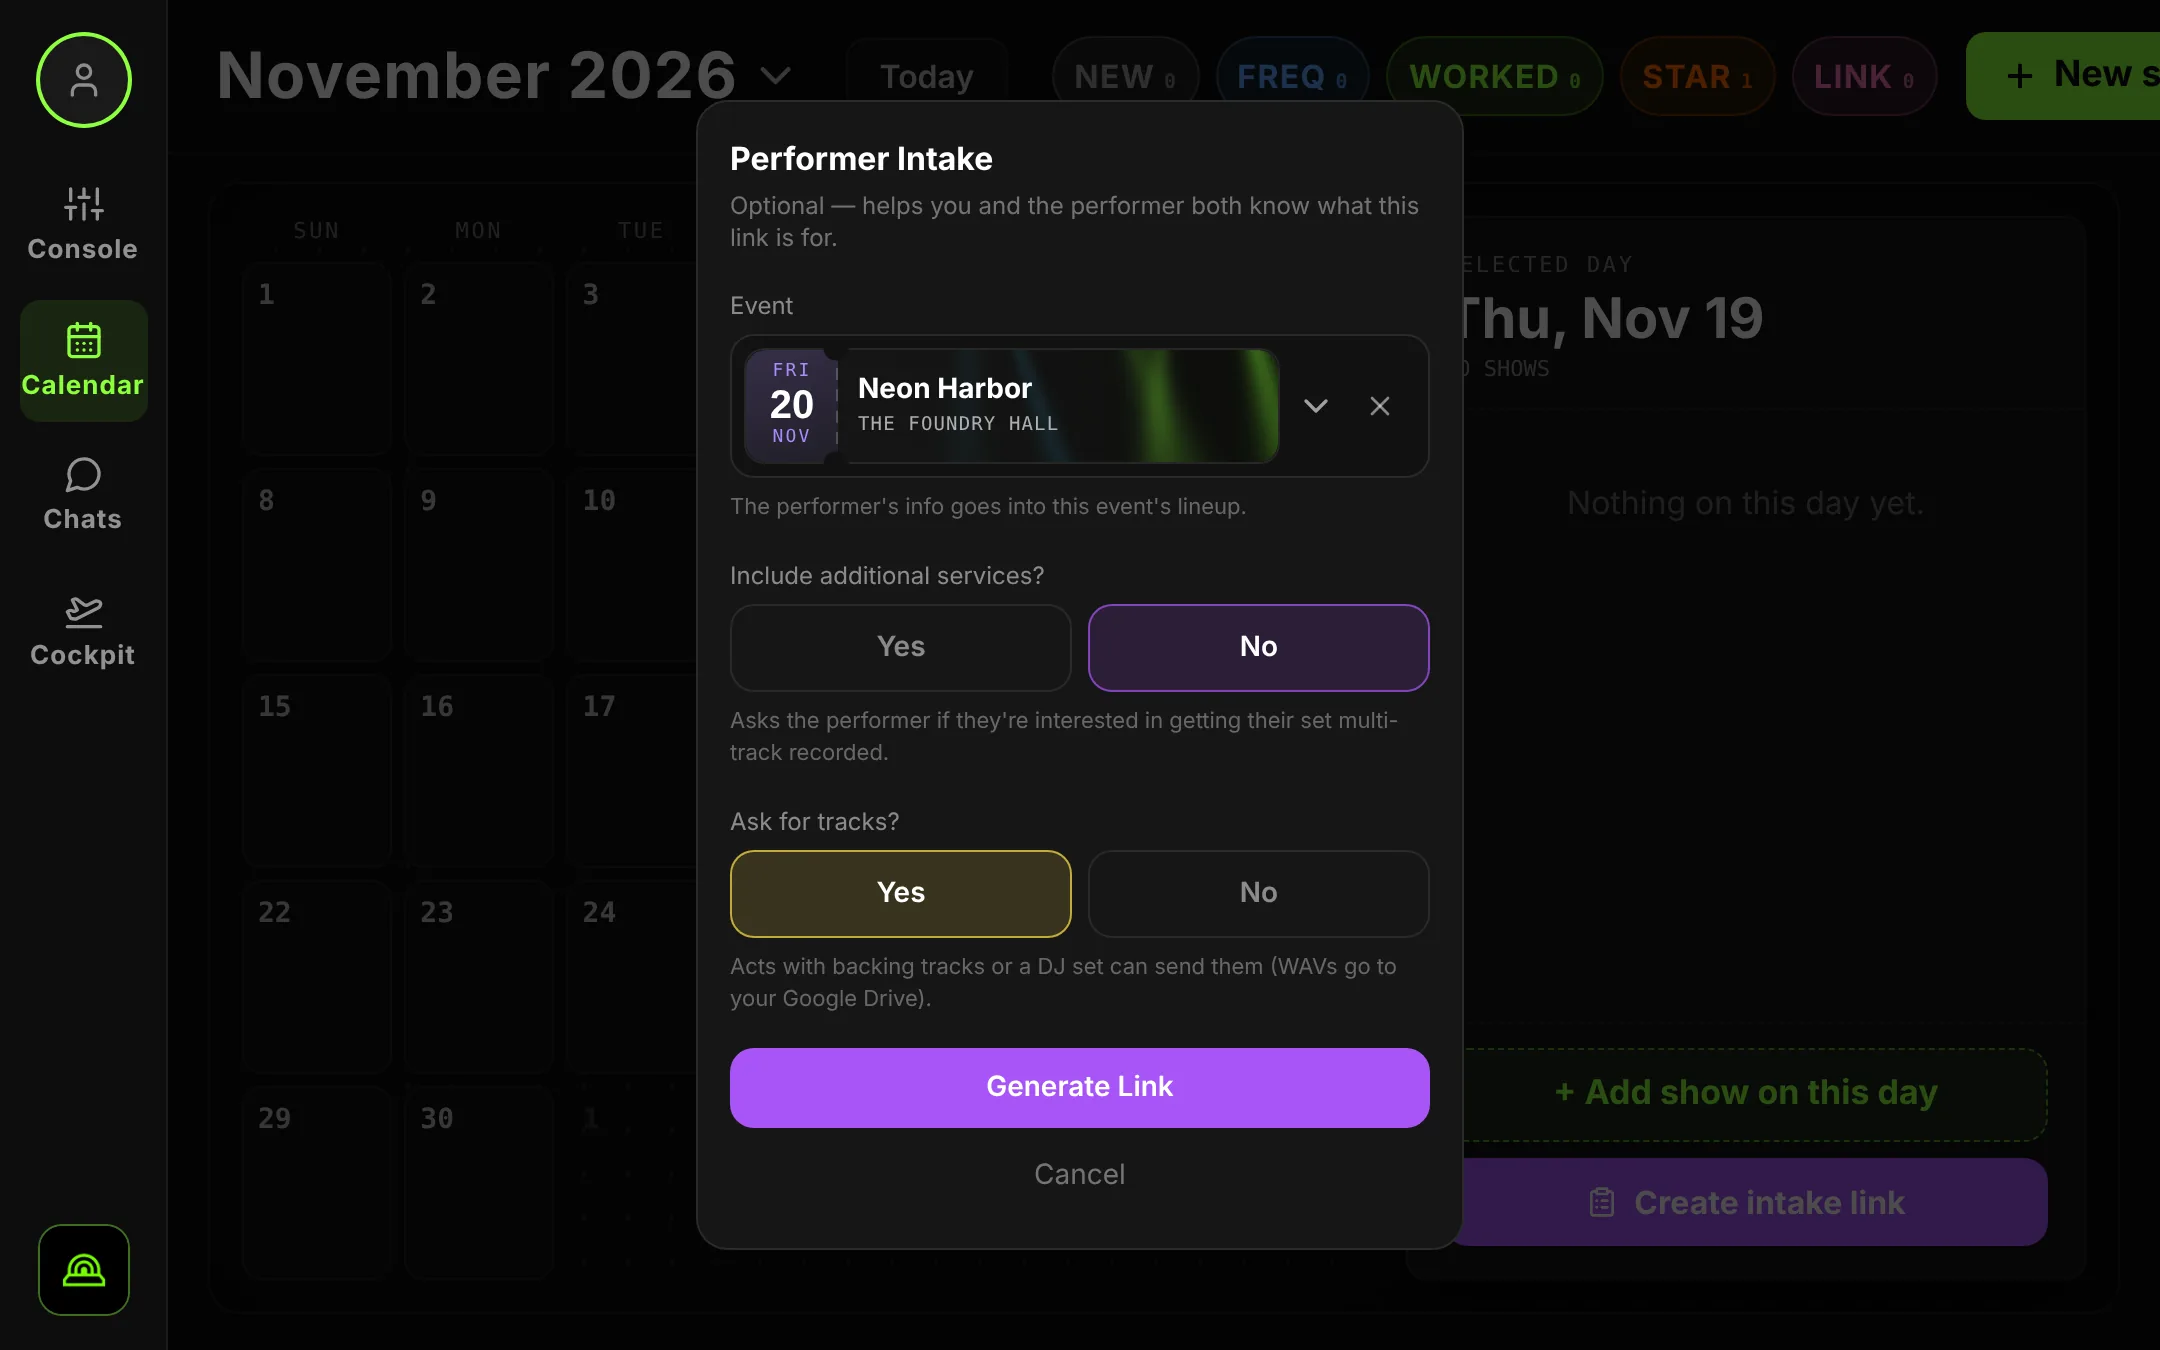 November 2026
Today
NEW 0
FREQ 0
WORKED 0
STAR 1
LINK 0
+ New s
Console
Calendar
Chats
Cockpit
SUN MON TUE
1 2 3
8 9 10
15 16 17
22 23 24
29 30 1
Performer Intake
Optional — helps you and the performer both know what this
link is for.
Event
FRI
20
NOV
Neon Harbor
THE FOUNDRY HALL
The performer's info goes into this event's lineup.
Include additional services?
Yes
No
Asks the performer if they're interested in getting their set multi-
track recorded.
Ask for tracks?
Yes
No
Acts with backing tracks or a DJ set can send them (WAVs go to
your Google Drive).
Generate Link
Cancel
ELECTED DAY
Thu, Nov 19
0 SHOWS
Nothing on this day yet.
+ Add show on this day
Create intake link